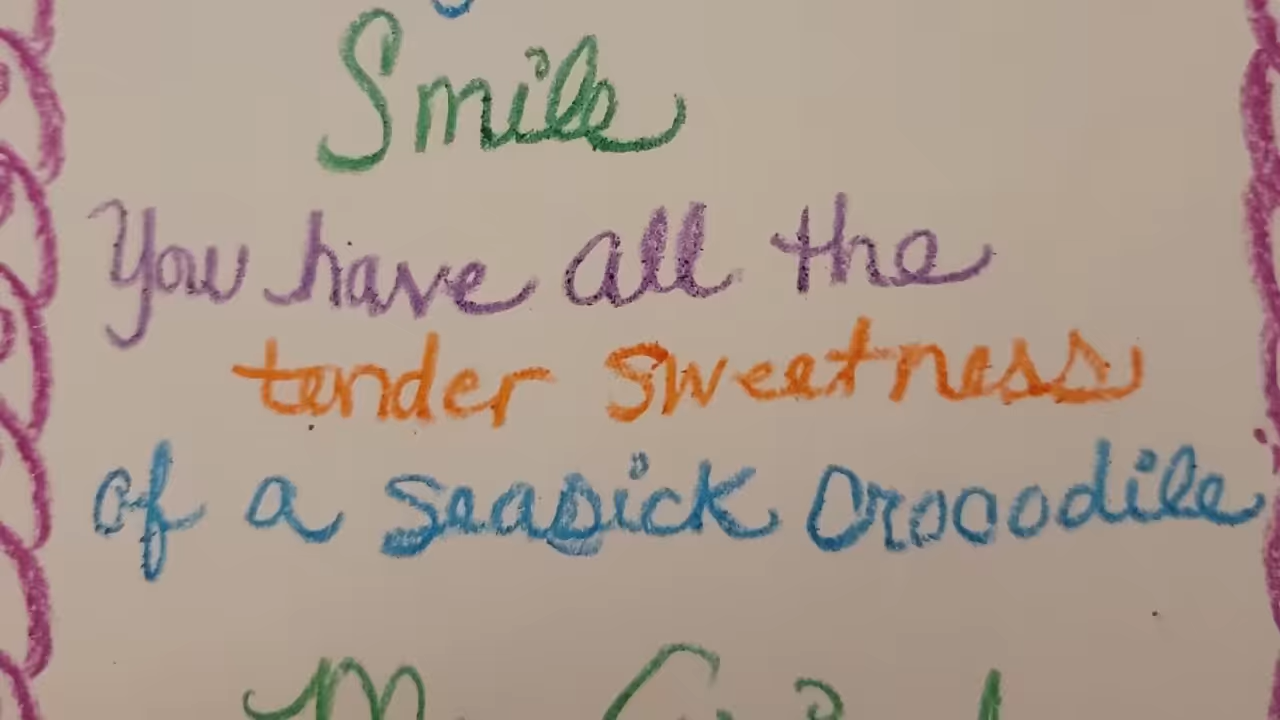 Smile
You have all the
tender sweetness
of a seasick crocodile